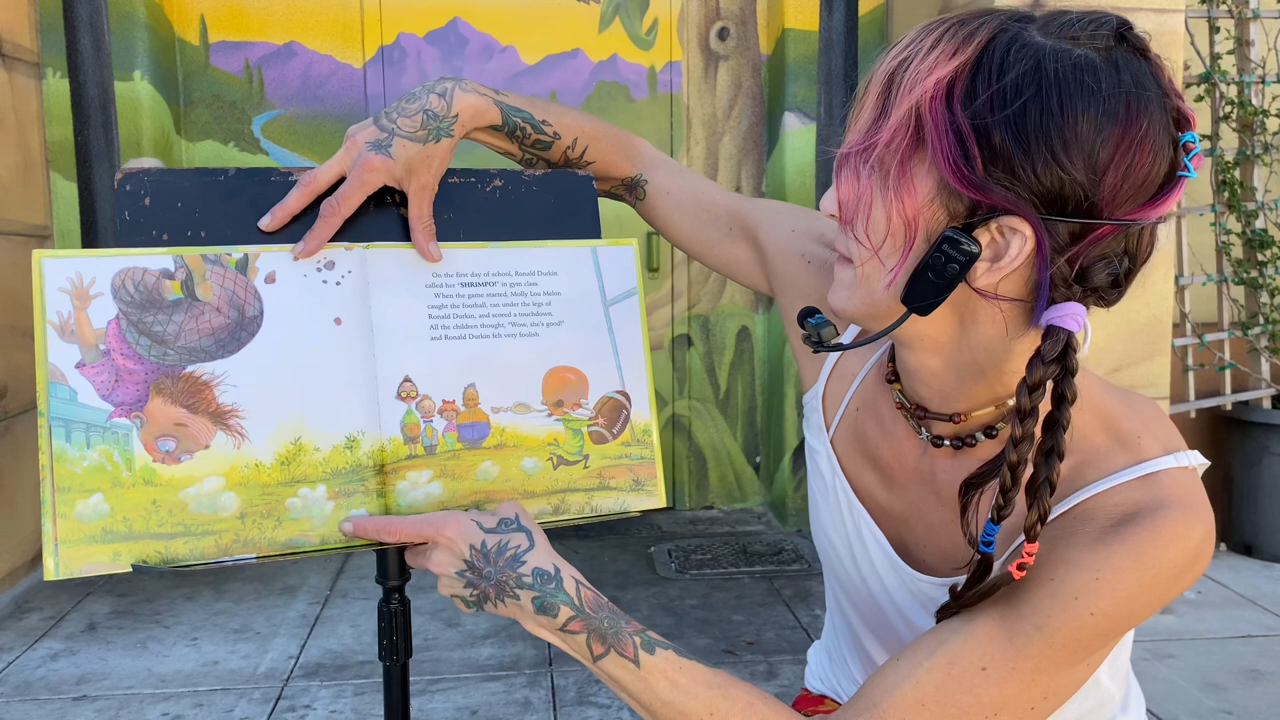 On the first day of school, Ronald Durkin
called her "SHRIMPO!" in gym class.
When the game started, Molly Lou Melon
caught the football, ran under the legs of
Ronald Durkin, and scored a touchdown.
All the children thought, "Wow, she's good!"
and Ronald Durkin felt very foolish.
Bietrun